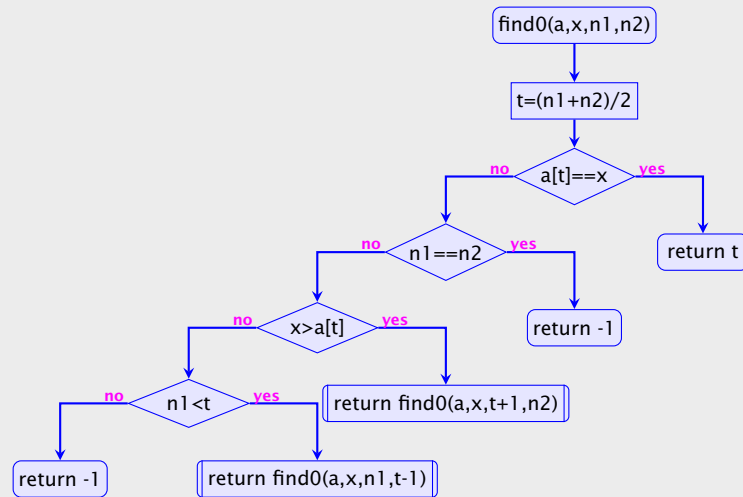 find0(a,x,n1,n2)
t=(n1+n2)/2
a[t]==x
no
yes
return t
n1==n2
no
yes
return -1
x>a[t]
no
yes
return find0(a,x,t+1,n2)
n1<t
no
yes
return -1
return find0(a,x,n1,t-1)